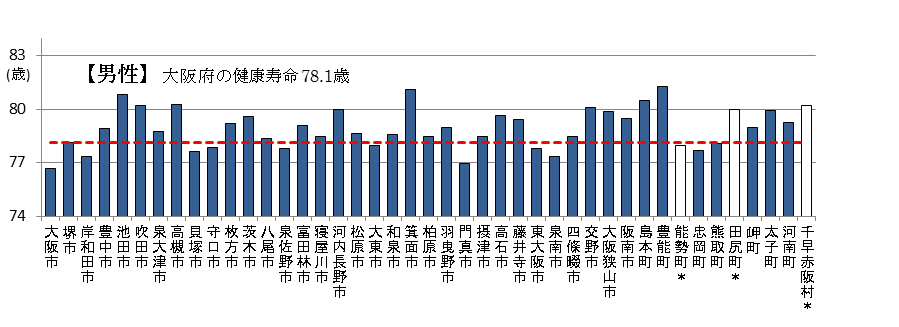 83
(歳)
【男性】 大阪府の健康寿命 78.1歳
80
77
74
大阪市
堺市
岸和田市
豊中市
池田市
吹田市
泉大津市
高槻市
貝塚市
守口市
枚方市
茨木市
八尾市
泉佐野市
富田林市
寝屋川市
河内長野市
松原市
大東市
和泉市
箕面市
柏原市
羽曳野市
門真市
摂津市
高石市
藤井寺市
東大阪市
泉南市
四條畷市
交野市
大阪狭山市
阪南市
島本町
豊能町
能勢町*
忠岡町
熊取町
田尻町*
岬町
太子町
河南町
千早赤阪村*